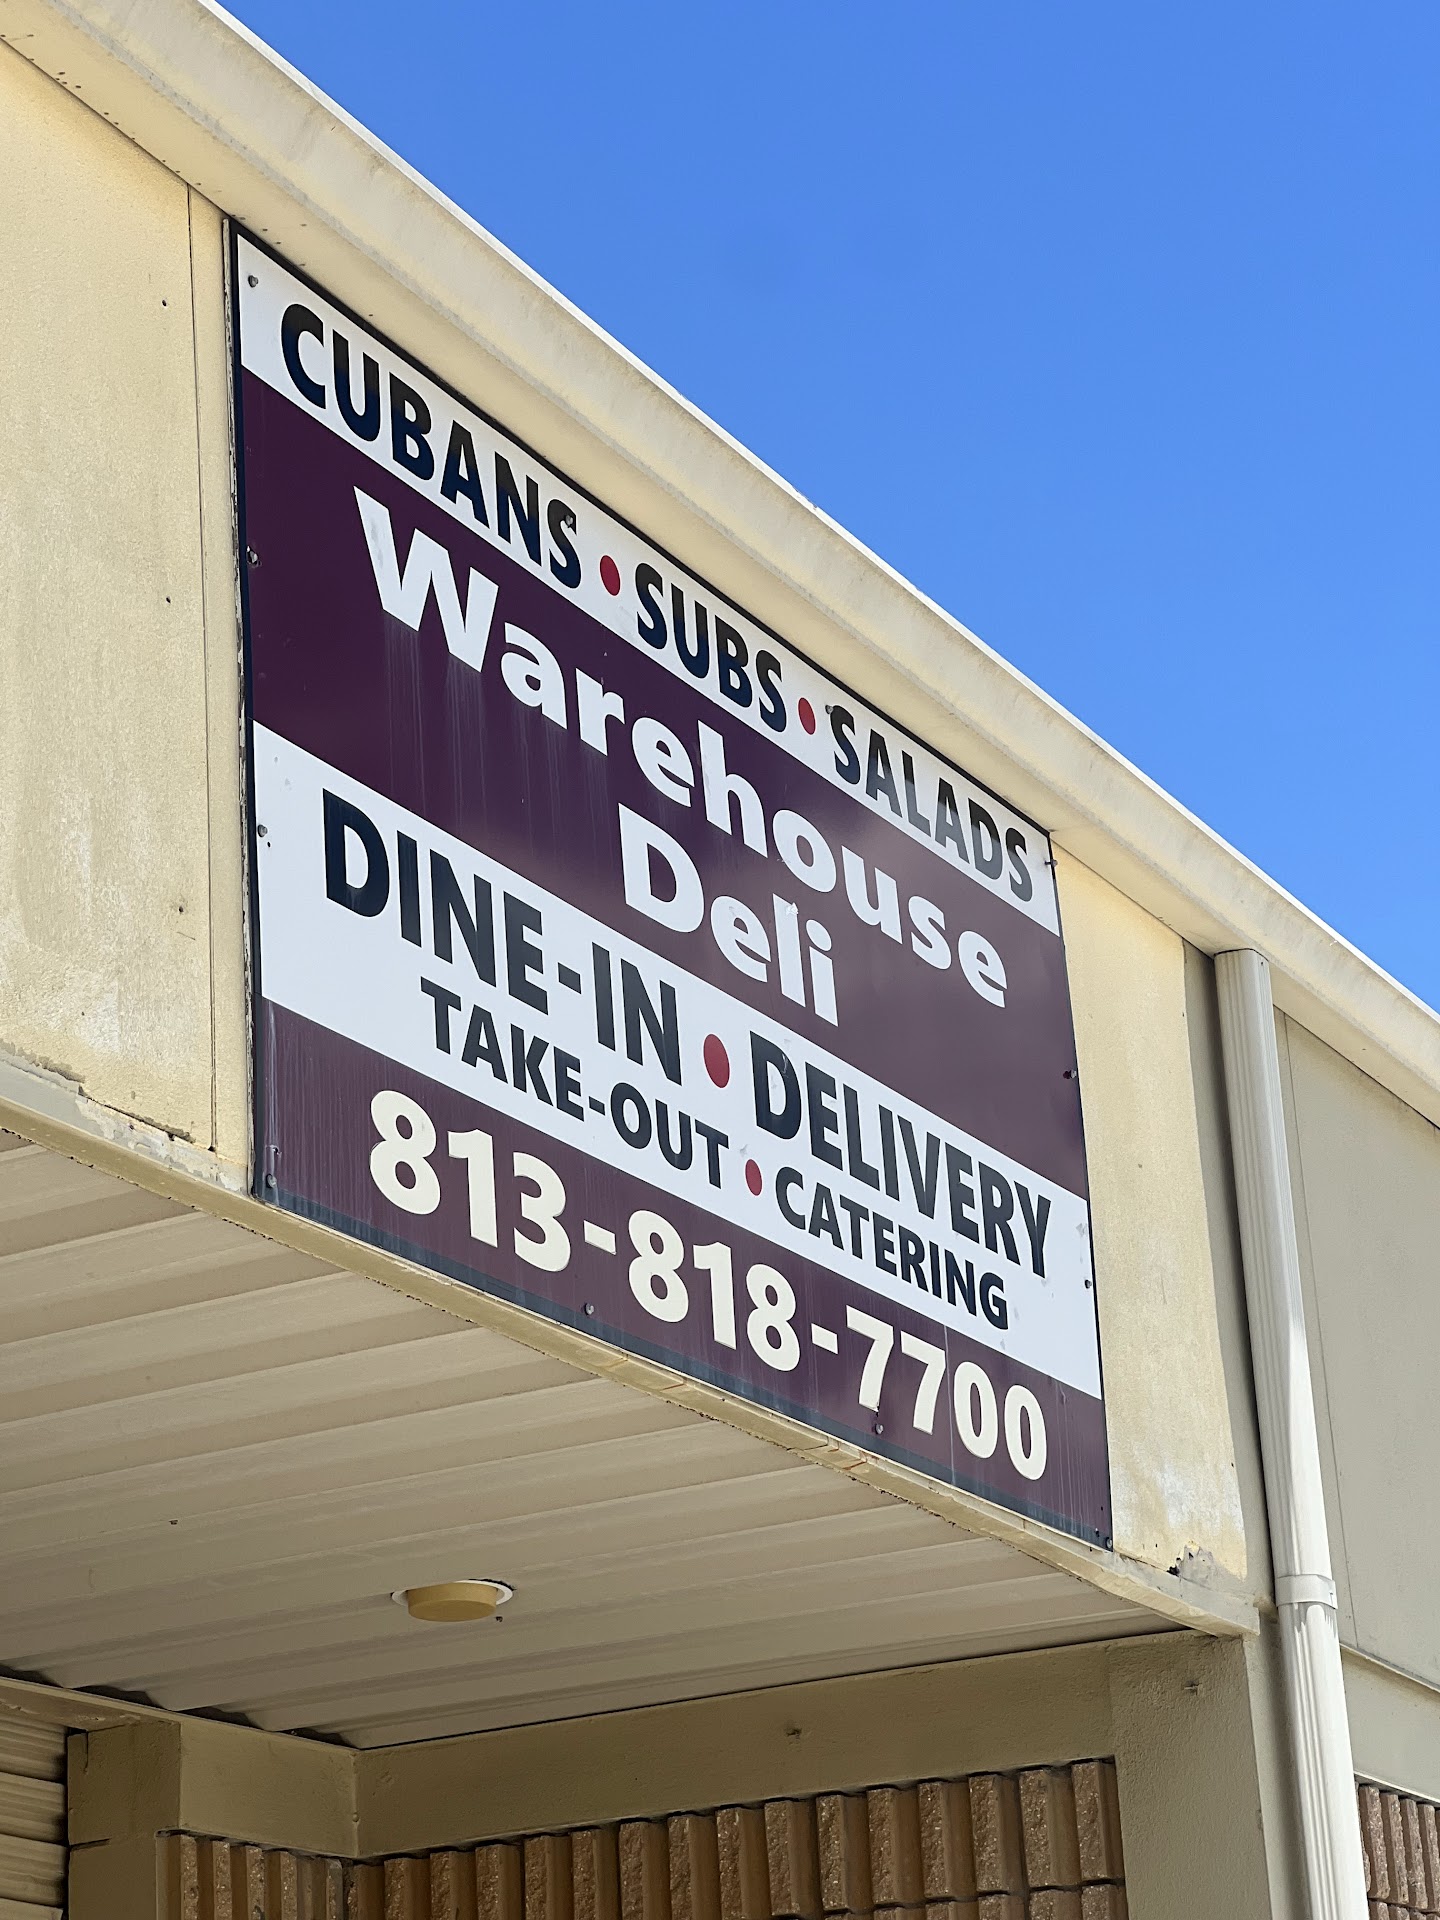 CUBANS • SUBS • SALADS
Warehouse
Deli
DINE-IN • DELIVERY
TAKE-OUT • CATERING
813-818-7700